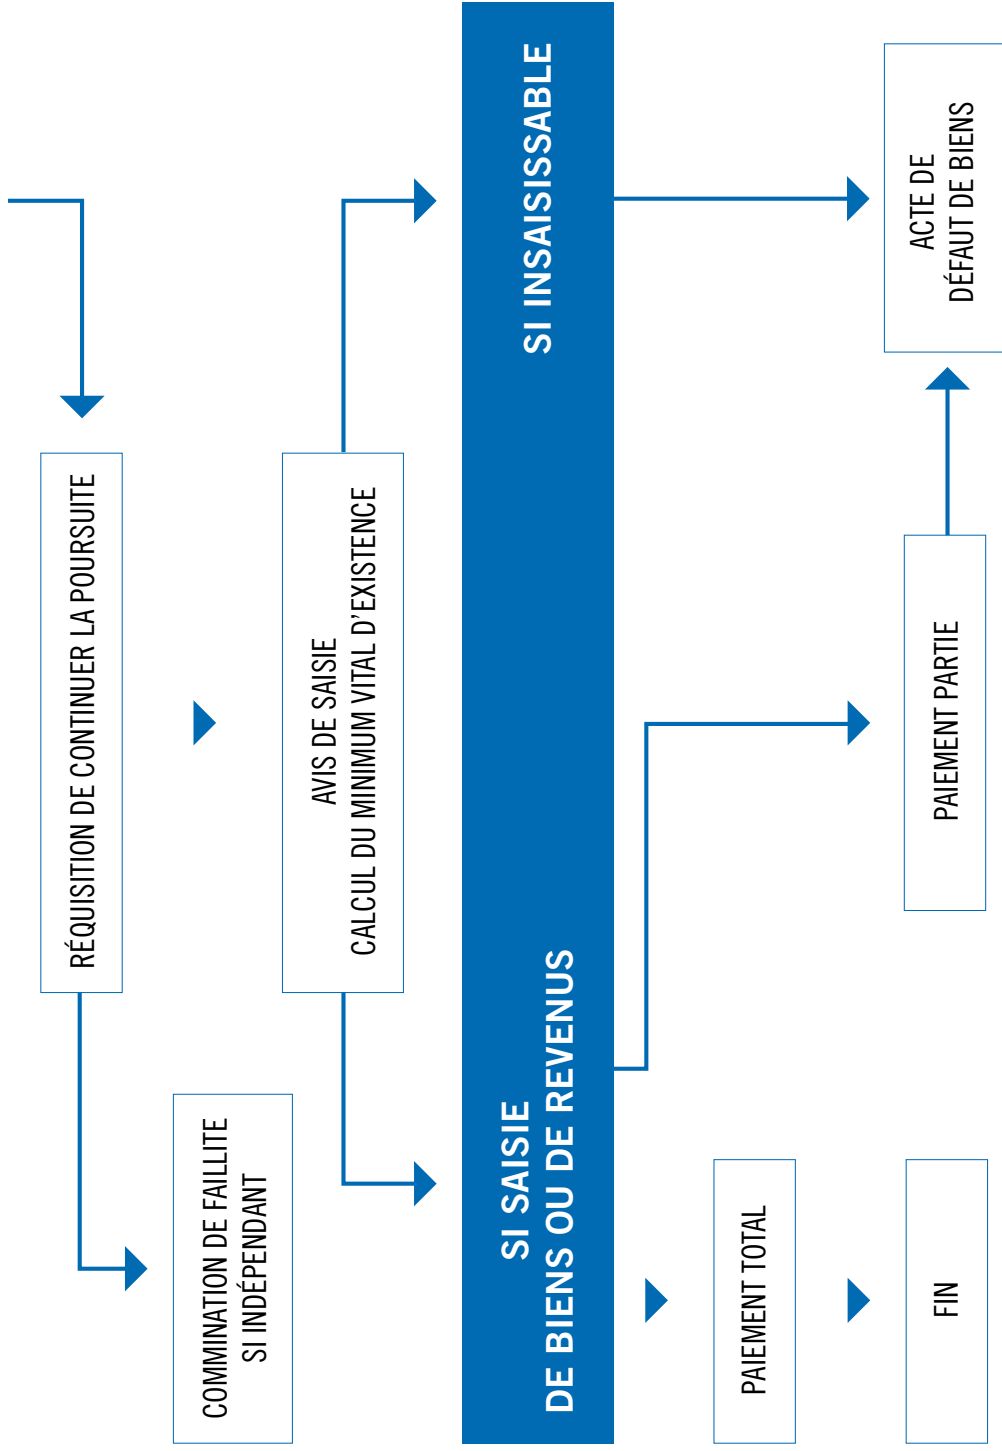 RÉQUISITION DE CONTINUER LA POURSUITE
COMMINATION DE FAILLITE
SI INDÉPENDANT
AVIS DE SAISIE
CALCUL DU MINIMUM VITAL D'EXISTENCE
SI SAISIE
DE BIENS OU DE REVENUS
SI INSAISISSABLE
PAIEMENT TOTAL
FIN
PAIEMENT PARTIE
ACTE DE
DÉFAUT DE BIENS